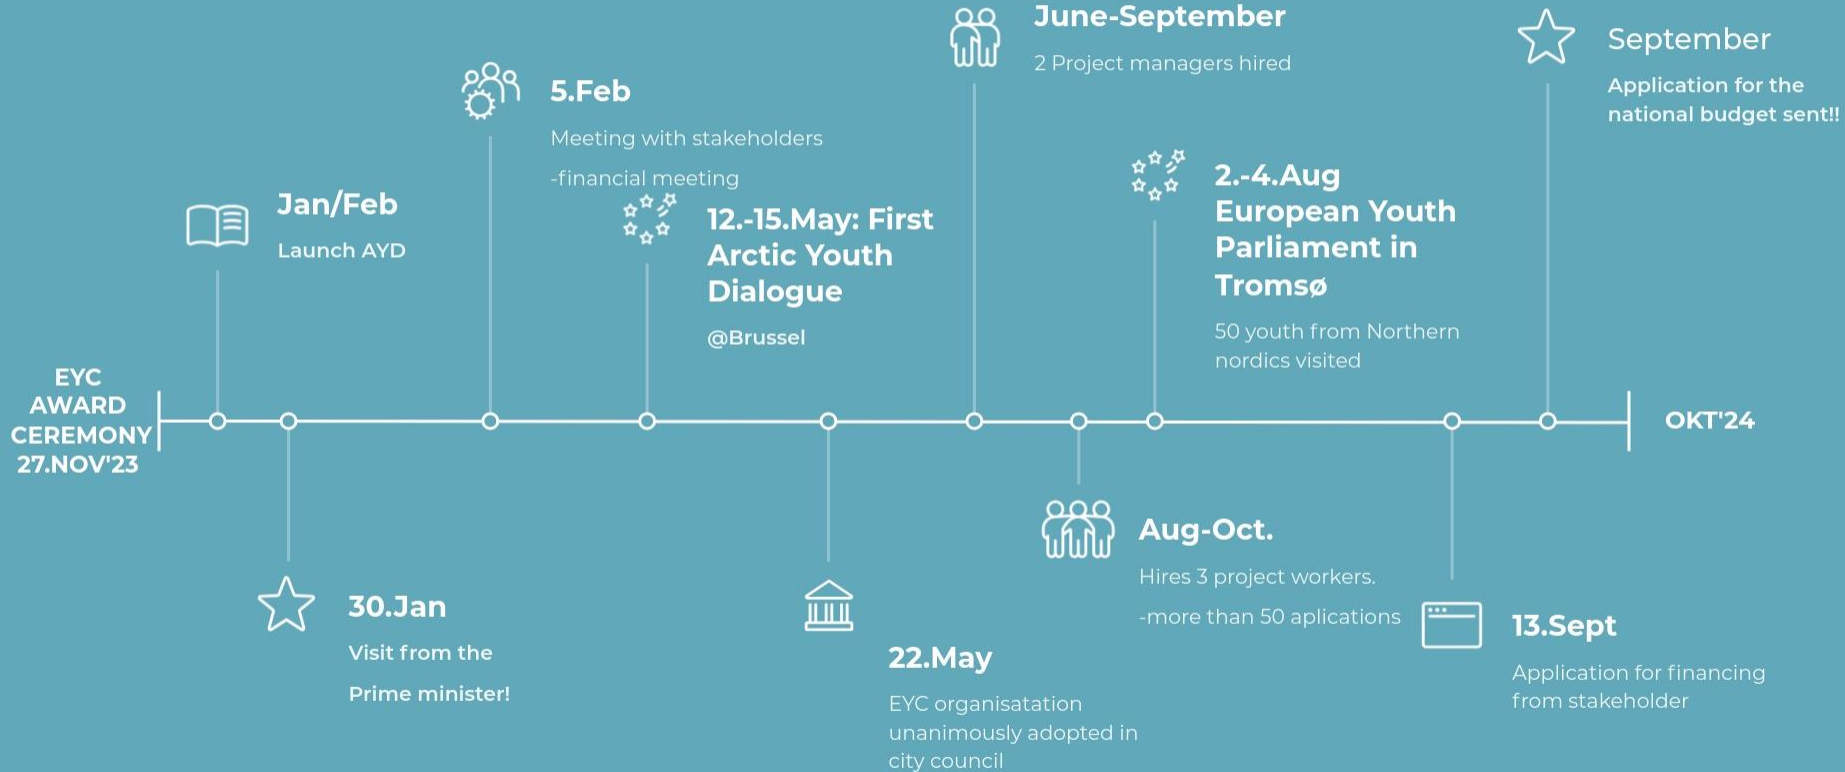 EYC
AWARD
CEREMONY
27.NOV'23
Jan/Feb
Launch AYD
30.Jan
Visit from the
Prime minister!
5.Feb
Meeting with stakeholders
-financial meeting
12.-15.May: First
Arctic Youth
Dialogue
@Brussel
22.May
EYC organisatation
unanimously adopted in
city council
June-September
2 Project managers hired
Aug-Oct.
Hires 3 project workers.
-more than 50 aplications
2.-4.Aug
European Youth
Parliament in
Tromsø
50 youth from Northern
nordics visited
13.Sept
Application for financing
from stakeholder
September
Application for the
national budget sent!!
OKT'24